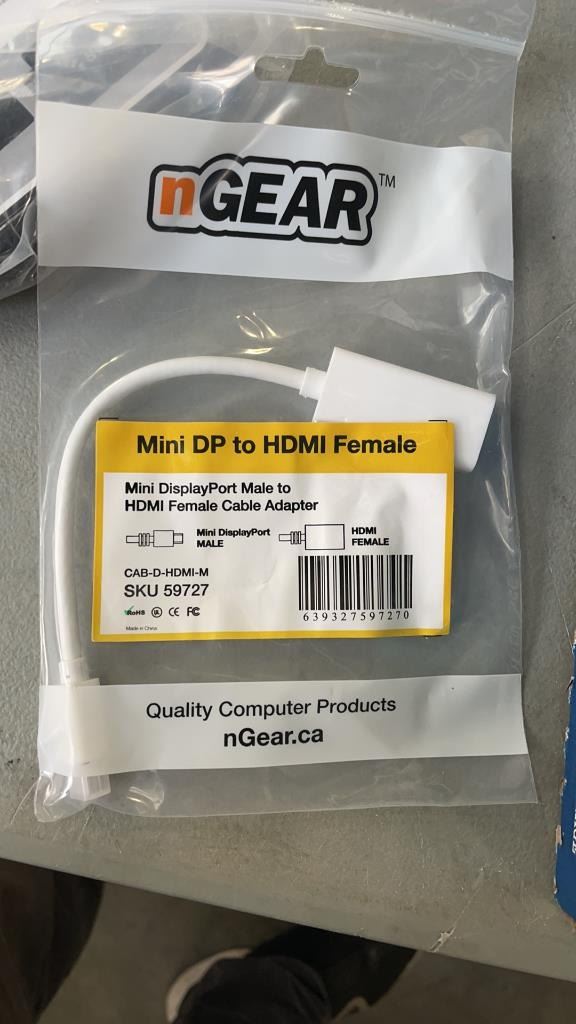 nGEAR™
Mini DP to HDMI Female
Mini DisplayPort Male to
HDMI Female Cable Adapter
Mini DisplayPort
MALE
HDMI
FEMALE
CAB-D-HDMI-M
SKU 59727
RoHS UL CE FC
Made in China
639327597270
Quality Computer Products
nGear.ca